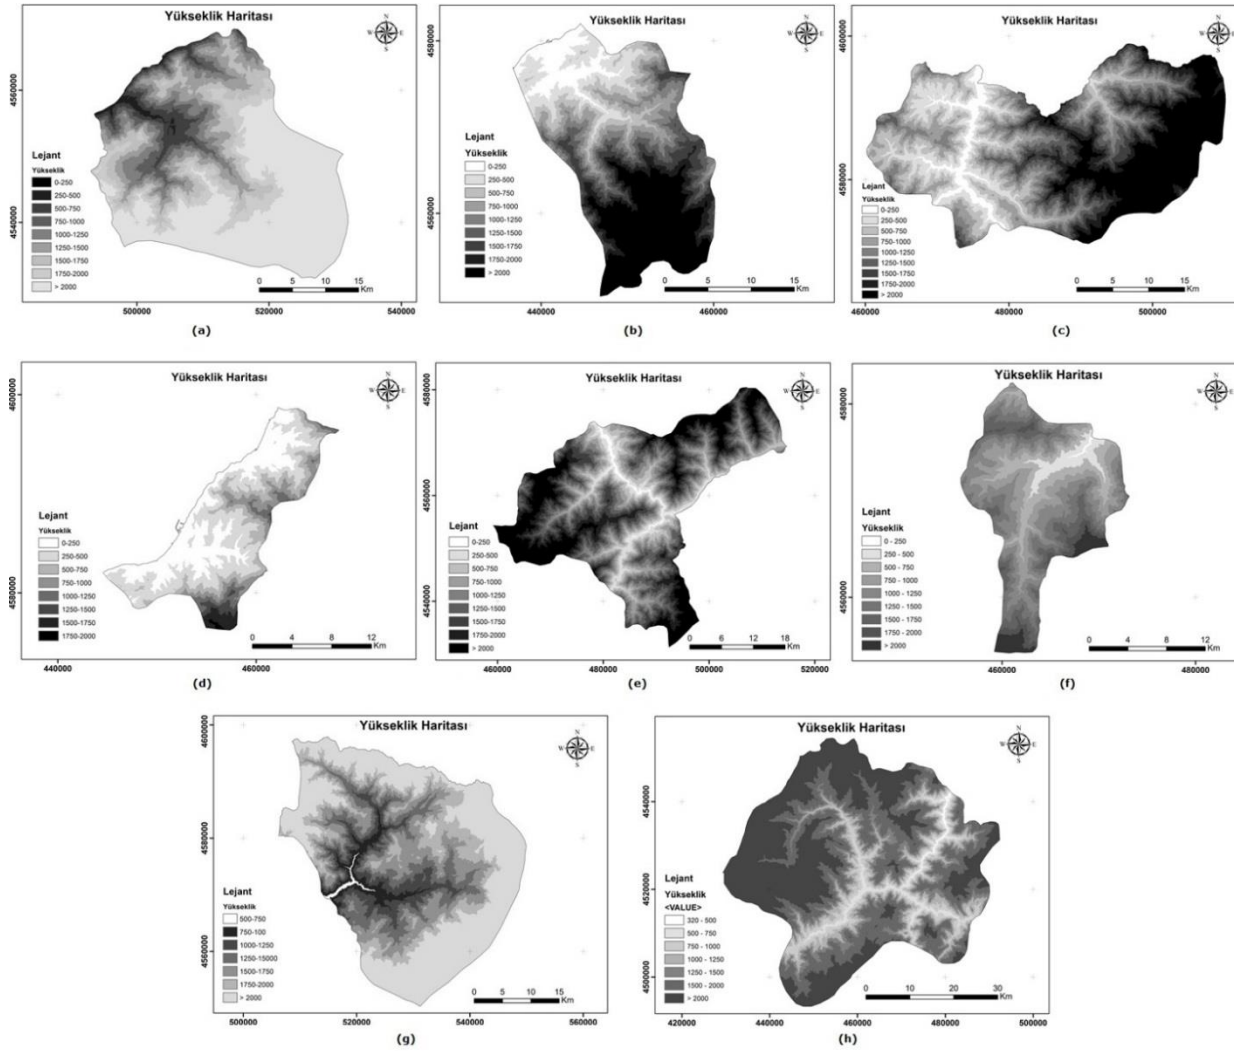 Yükseklik Haritası
N
W E
S
4560000
4540000
Lejant
Yükseklik
0-250
250-500
500-750
750-1000
1000-1250
1250-1500
1500-1750
1750-2000
> 2000
0 5 10 15
Km
500000 520000 540000
(a)
Yükseklik Haritası
N
W E
S
4580000
4560000
Lejant
Yükseklik
0-250
250-500
500-750
750-1000
1000-1250
1250-1500
1500-1750
1750-2000
> 2000
0 5 10 15
Km
440000 460000
(b)
Yükseklik Haritası
N
W E
S
4600000
4580000
Lejant
Yükseklik
0-250
250-500
500-750
750-1000
1000-1250
1250-1500
1500-1750
1750-2000
> 2000
0 5 10 15
Km
460000 480000 500000
(c)
Yükseklik Haritası
N
W E
S
4600000
4580000
Lejant
Yükseklik
0-250
250-500
500-750
750-1000
1000-1250
1250-1500
1500-1750
1750-2000
0 4 8 12
Km
440000 460000
(d)
Yükseklik Haritası
N
W E
S
4580000
4560000
4540000
Lejant
Yükseklik
0-250
250-500
500-750
750-1000
1000-1250
1250-1500
1500-1750
1750-2000
> 2000
0 6 12 18
Km
460000 480000 500000 520000
(e)
Yükseklik Haritası
N
W E
S
4580000
4560000
Lejant
Yükseklik
0 - 250
250 - 500
500 - 750
750 - 1000
1000 - 1250
1250 - 1500
1500 - 1750
1750 - 2000
> 2000
0 4 8 12
Km
460000 480000
(f)
Yükseklik Haritası
N
W E
S
4600000
4580000
4560000
Lejant
Yükseklik
500-750
750-100
1000-1250
1250-15000
1500-1750
1750-2000
> 2000
0 5 10 15
Km
500000 520000 540000 560000
(g)
Yükseklik Haritası
N
W E
S
4540000
4520000
4500000
Lejant
Yükseklik
<VALUE>
320 - 500
500 - 750
750 - 1000
1000 - 1250
1250 - 1500
1500 - 2000
> 2000
0 10 20 30
Km
420000 440000 460000 480000 500000
(h)